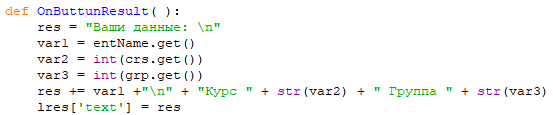 def OnButtunResult( ):
    res = "Ваши данные: \n"
    var1 = entName.get()
    var2 = int(crs.get())
    var3 = int(grp.get())
    res += var1 +"\n" + "Курс " + str(var2) + " Группа " + str(var3)
    lres['text'] = res